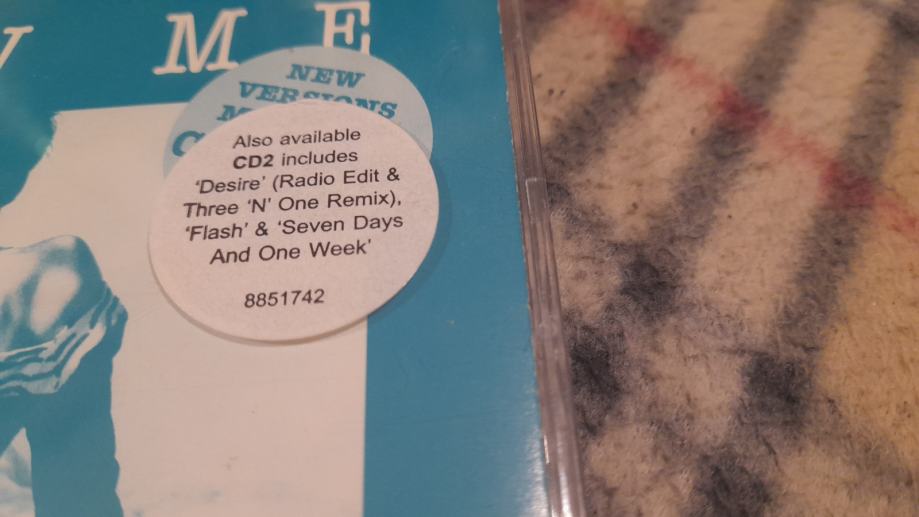 M E
NEW
VERSIONS
Also available
CD2 includes
‘Desire’ (Radio Edit &
Three ‘N’ One Remix),
‘Flash’ & ‘Seven Days
And One Week’
8851742